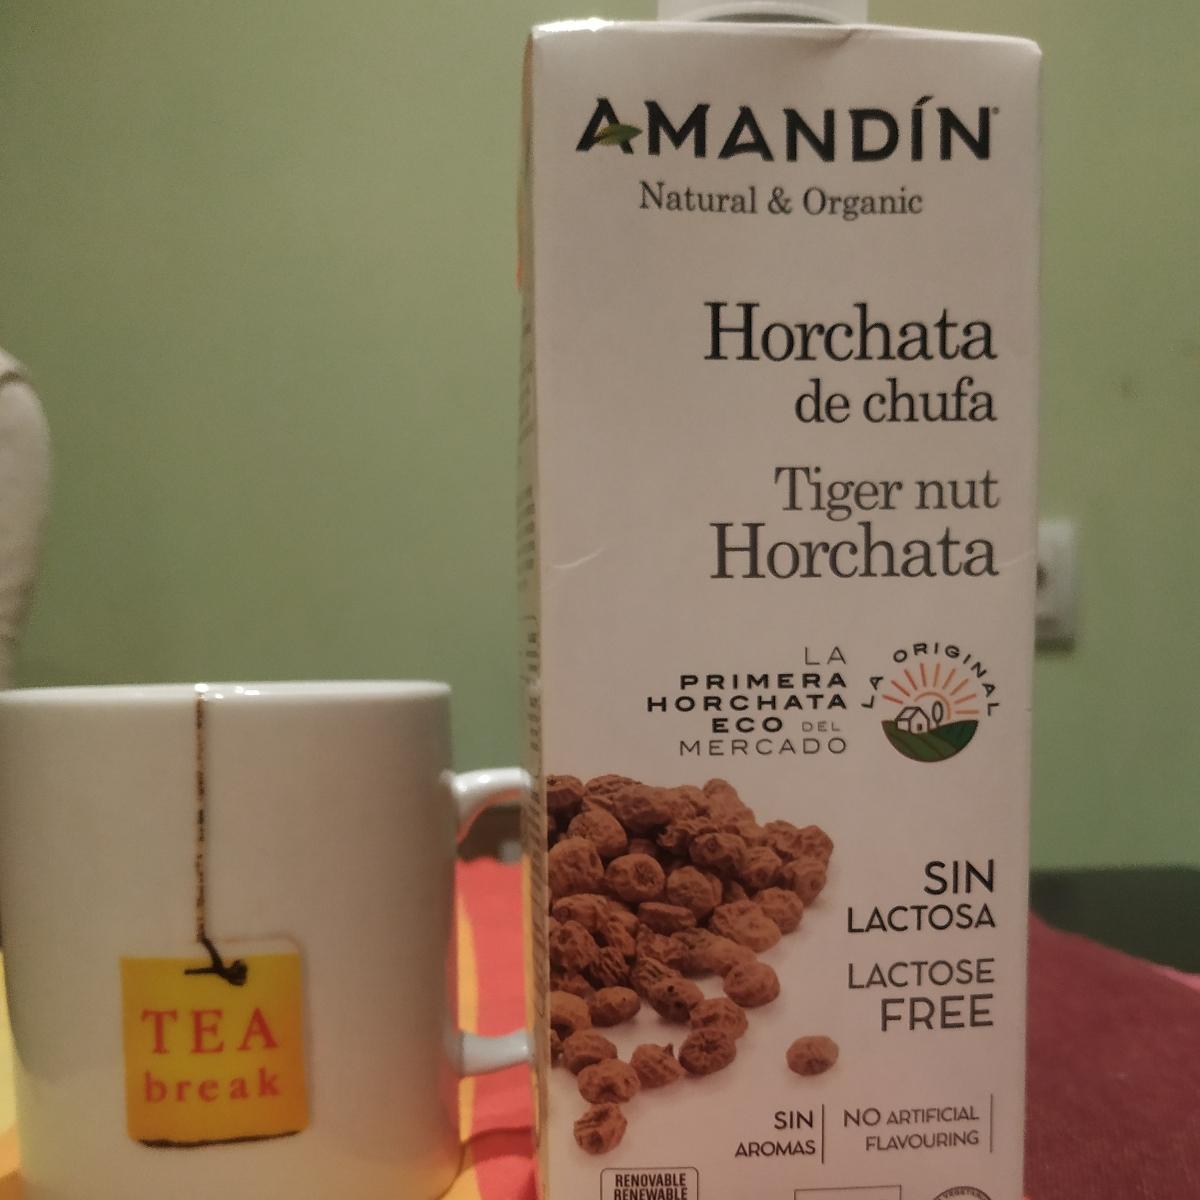 AMANDÍN
Natural & Organic
Horchata
de chufa
Tiger nut
Horchata
LA
PRIMERA
HORCHATA
ECO DEL
MERCADO
LA ORIGINAL
SIN
LACTOSA
LACTOSE
FREE
SIN
AROMAS
NO ARTIFICIAL
FLAVOURING
RENOVABLE
RENEWABLE
TEA
break